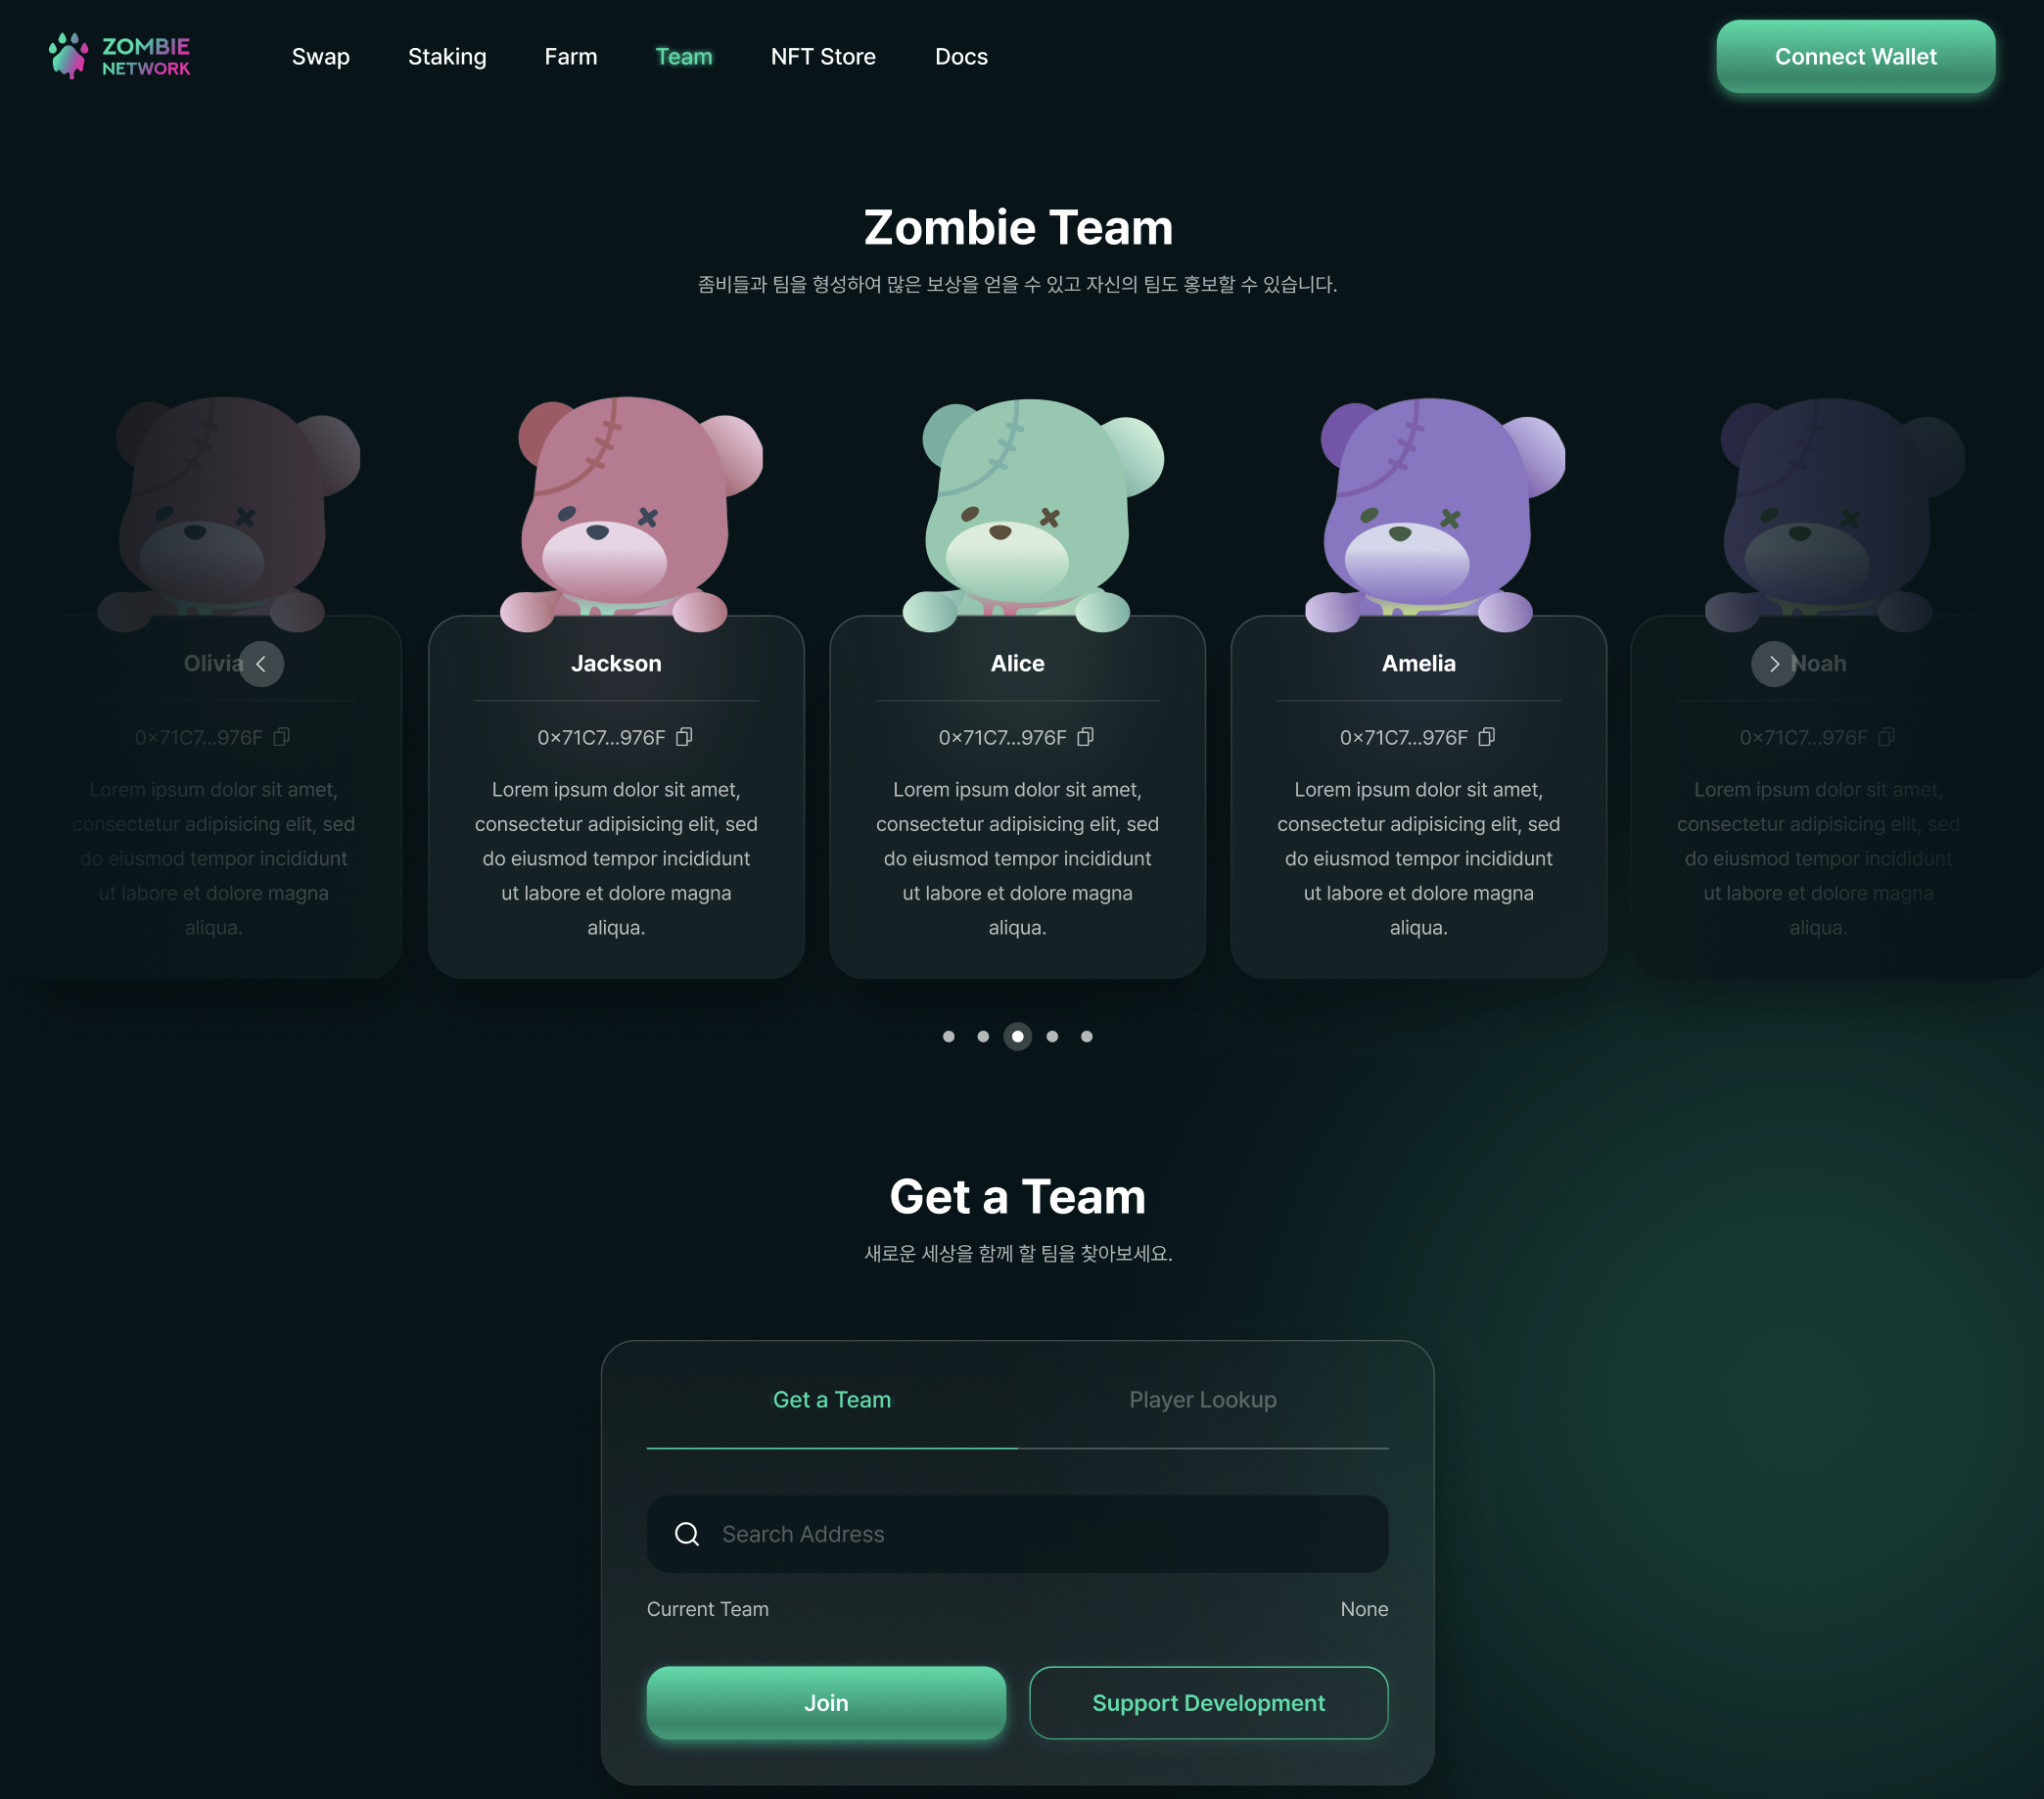 ZOMBIE
NETWORK
Swap
Staking
Farm
Team
NFT Store
Docs
Connect Wallet
Zombie Team
좀비들과 팀을 형성하여 많은 보상을 얻을 수 있고 자신의 팀도 홍보할 수 있습니다.
Olivia
0×71C7...976F
Lorem ipsum dolor sit amet,
consectetur adipisicing elit, sed
do eiusmod tempor incididunt
ut labore et dolore magna
aliqua.
Jackson
0×71C7...976F
Lorem ipsum dolor sit amet,
consectetur adipisicing elit, sed
do eiusmod tempor incididunt
ut labore et dolore magna
aliqua.
Alice
0×71C7...976F
Lorem ipsum dolor sit amet,
consectetur adipisicing elit, sed
do eiusmod tempor incididunt
ut labore et dolore magna
aliqua.
Amelia
0×71C7...976F
Lorem ipsum dolor sit amet,
consectetur adipisicing elit, sed
do eiusmod tempor incididunt
ut labore et dolore magna
aliqua.
Noah
0×71C7...976F
Lorem ipsum dolor sit amet,
consectetur adipisicing elit, sed
do eiusmod tempor incididunt
ut labore et dolore magna
aliqua.
Get a Team
새로운 세상을 함께 할 팀을 찾아보세요.
Get a Team
Player Lookup
Search Address
Current Team
None
Join
Support Development